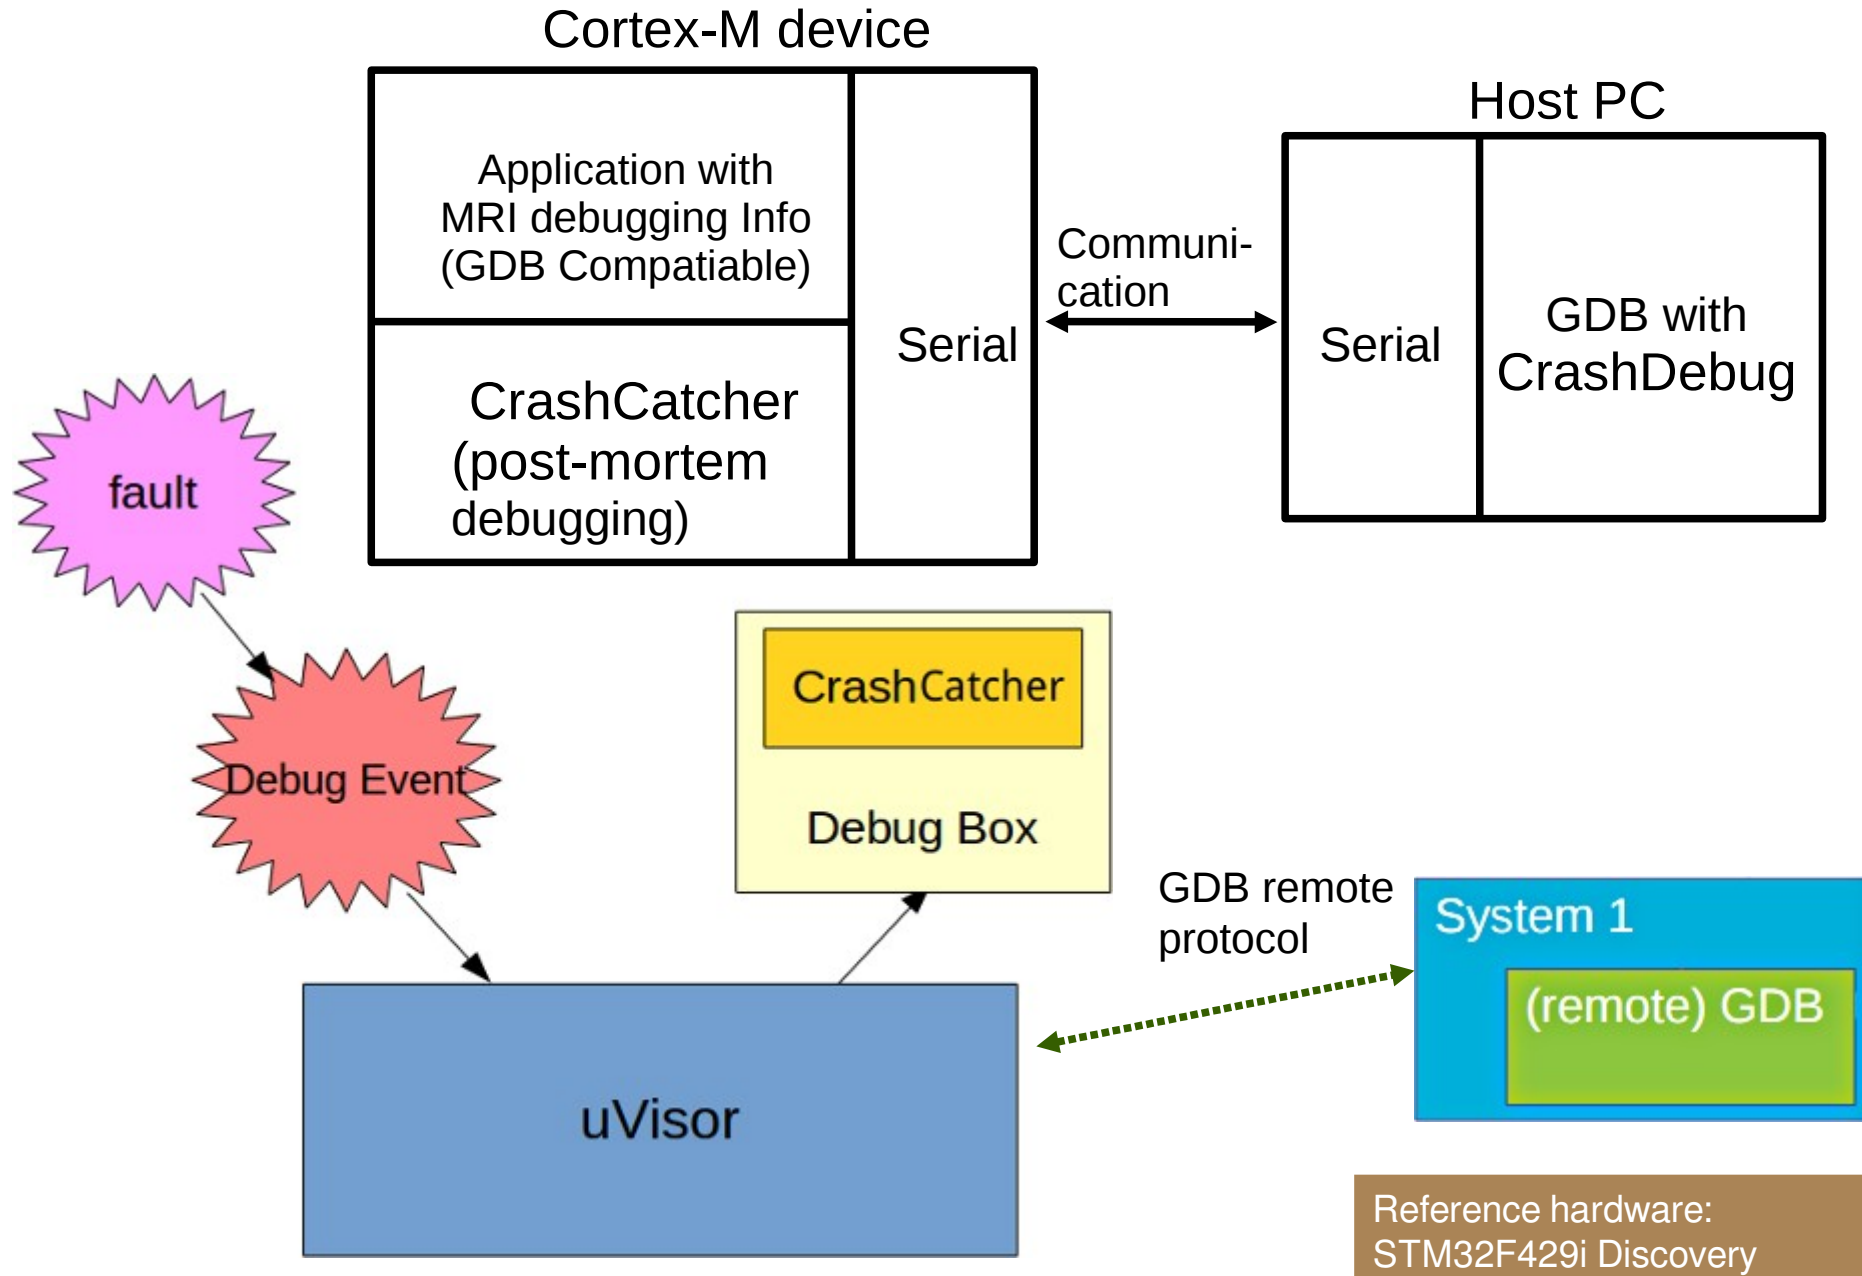 Cortex-M device
Host PC
Application with
MRI debugging Info
(GDB Compatiable)
Communi-
cation
Serial
Serial
GDB with
CrashDebug
CrashCatcher
(post-mortem
debugging)
fault
CrashCatcher
Debug Event
Debug Box
GDB remote
protocol
System 1
(remote) GDB
uVisor
Reference hardware:
STM32F429i Discovery